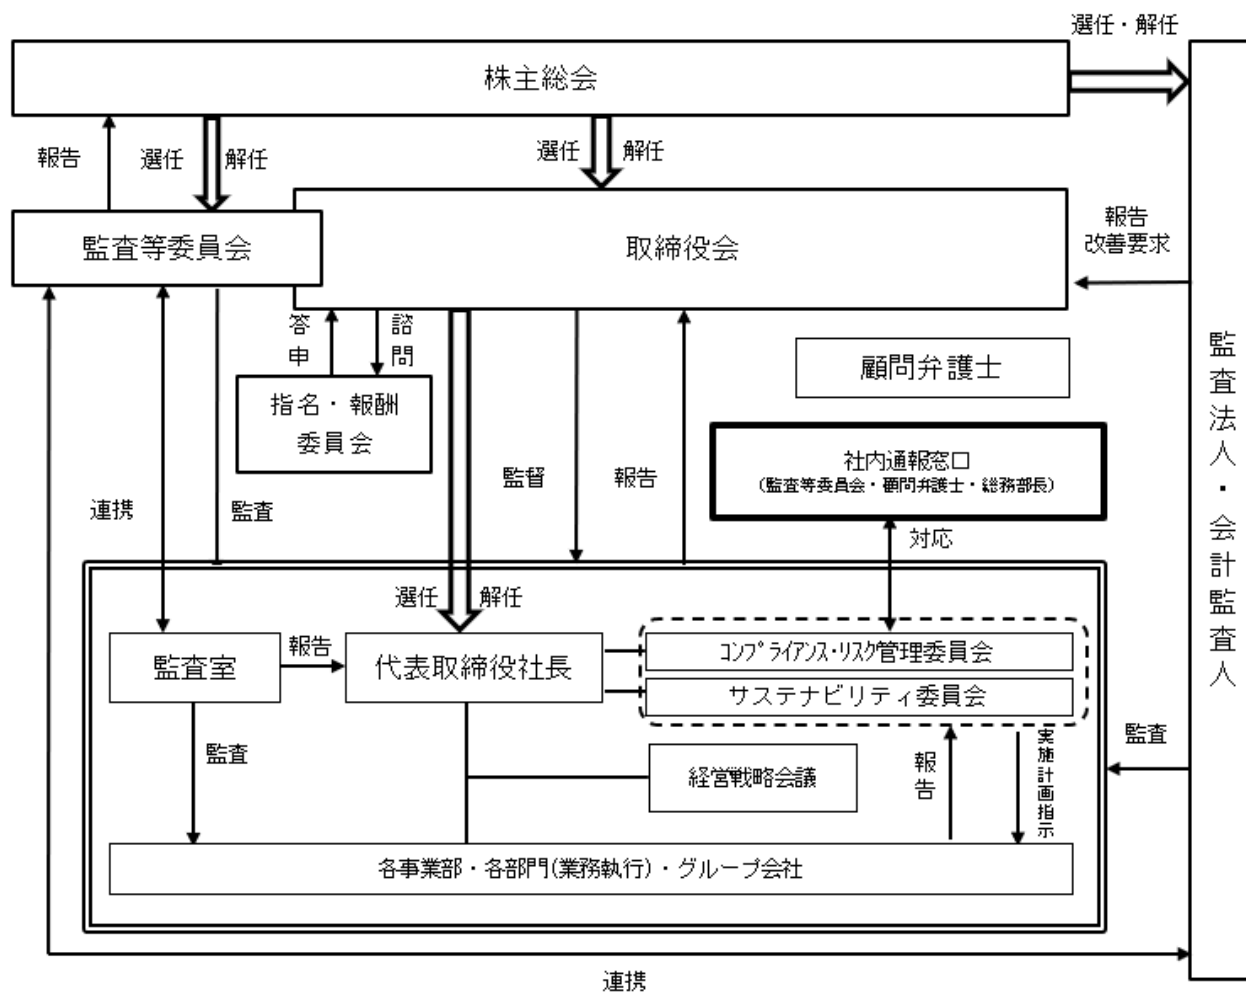 選任・解任
株主総会
報告
選任
解任
選任
解任
監査等委員会
取締役会
報告
改善要求
答申
諮問
顧問弁護士
指名・報酬
委員会
社内通報窓口
(監査等委員会・顧問弁護士・総務部長)
監督
報告
連携
監査
対応
監査法人・会計監査人
選任
解任
監査室
報告
代表取締役社長
コンプライアンス・リスク管理委員会
サステナビリティ委員会
監査
経営戦略会議
報告
実施計画指示
監査
各事業部・各部門(業務執行)・グループ会社
連携